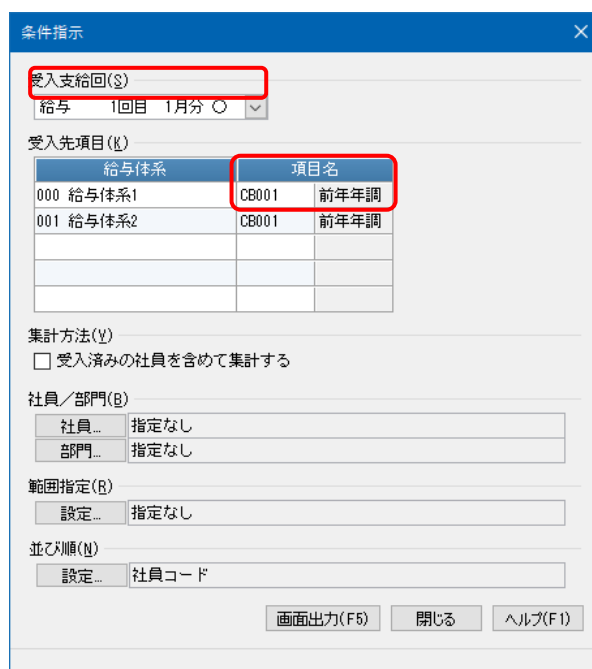 条件指示
受入支給回(S)
給与 1回目 1月分 ○
受入先項目(K)
給与体系 項目名
000 給与体系1 CB001 前年年調
001 給与体系2 CB001 前年年調
集計方法(Y)
受入済みの社員を含めて集計する
社員／部門(B)
社員... 指定なし
部門... 指定なし
範囲指定(R)
設定... 指定なし
並び順(N)
設定... 社員コード
画面出力(F5) 閉じる ヘルプ(F1)